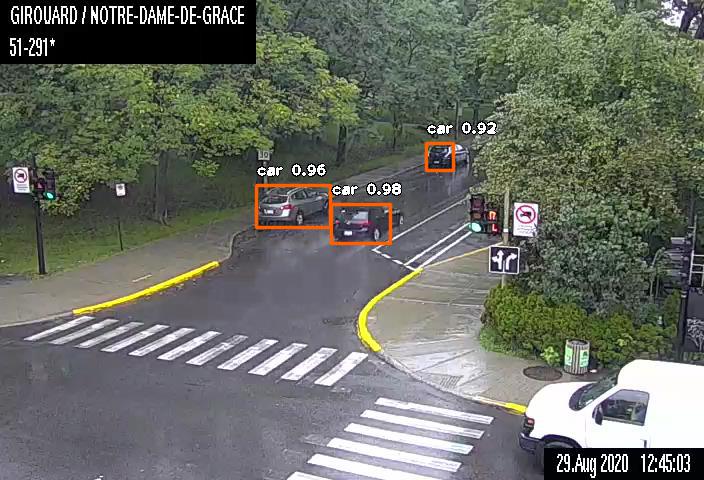 GIROUARD / NOTRE-DAME-DE-GRACE
51-291*
car 0.92
car 0.96
car 0.98
29.Aug 2020 12:45:03